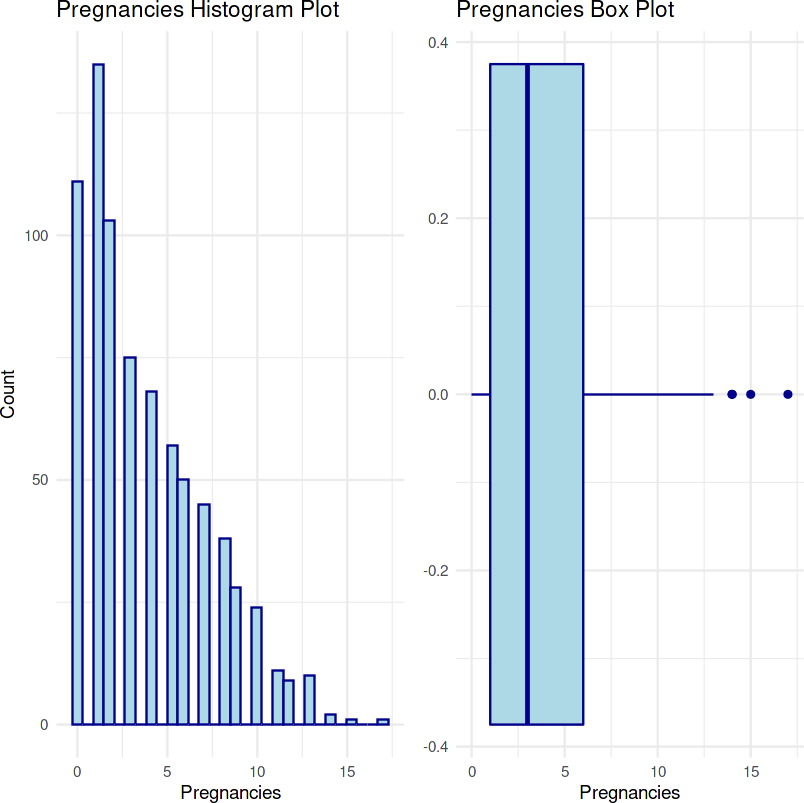 Pregnancies Histogram Plot
Count
100
50
0
0 5 10 15
Pregnancies
Pregnancies Box Plot
0.4
0.2
0.0
-0.2
-0.4
0 5 10 15
Pregnancies